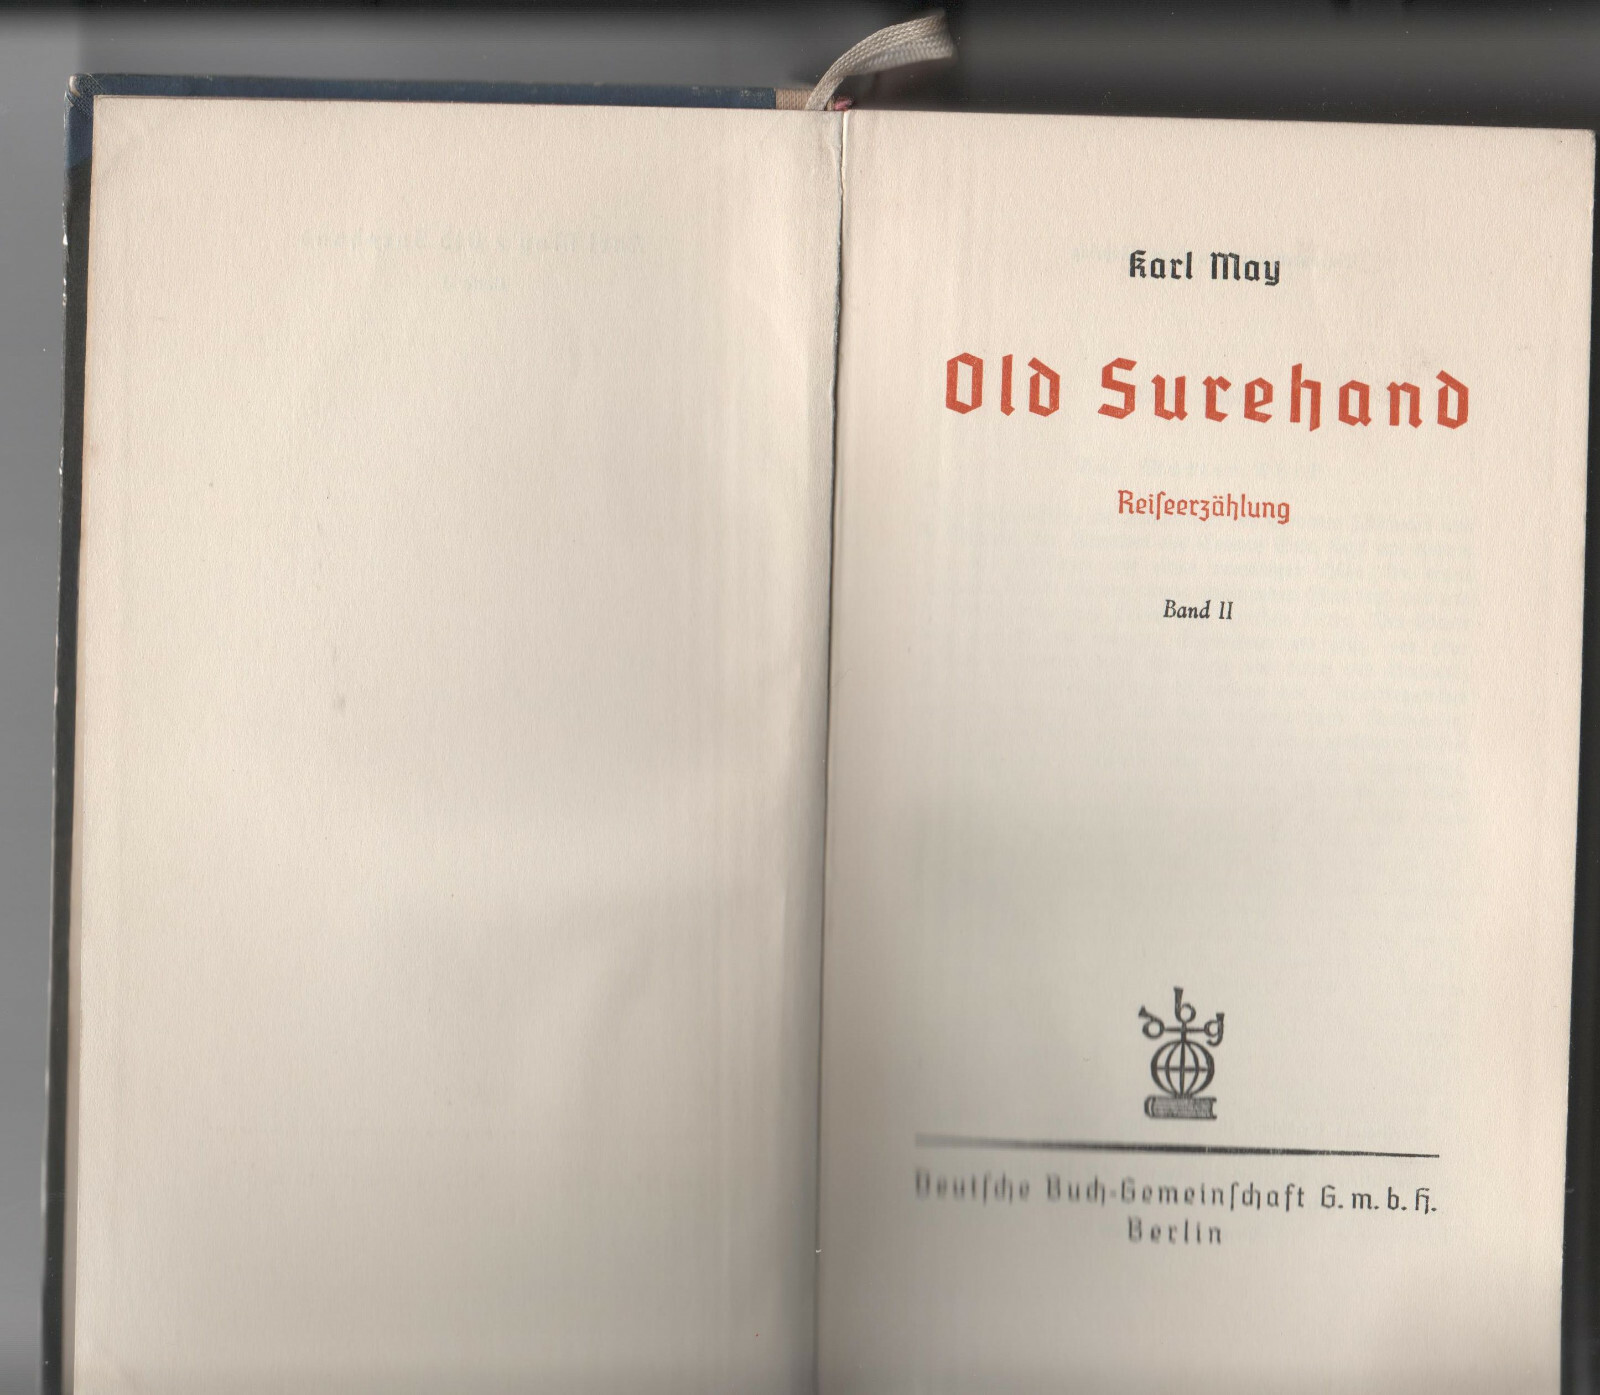 Karl May
Old Surehand
Reiſeerzählung
Band II
dbg
Deutſche Buch-Gemeinſchaft G.m.b.H.
Berlin